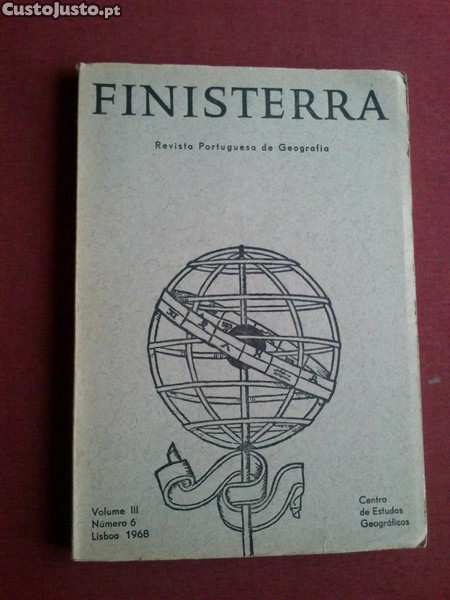 CustoJusto.pt
FINISTERRA
Revista Portuguesa de Geografia
Volume III
Número 6
Lisboa 1968
Centro
de Estudos
Geográficos